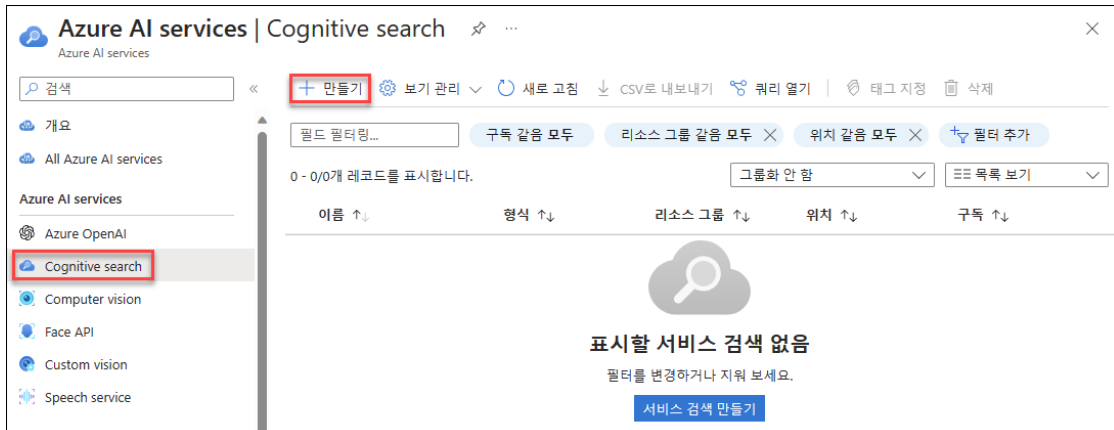 Azure AI services | Cognitive search ...
Azure AI services
검색 «
+ 만들기 보기 관리 새로 고침 CSV로 내보내기 쿼리 열기 태그 지정 삭제
개요
All Azure AI services
Azure AI services
Azure OpenAI
Cognitive search
Computer vision
Face API
Custom vision
Speech service
필드 필터링... 구독 같음 모두 리소스 그룹 같음 모두 위치 같음 모두 필터 추가
0 - 0/0개 레코드를 표시합니다. 그룹화 안 함 목록 보기
이름 ↑↓ 형식 ↑↓ 리소스 그룹 ↑↓ 위치 ↑↓ 구독 ↑↓
표시할 서비스 검색 없음
필터를 변경하거나 지워 보세요.
서비스 검색 만들기